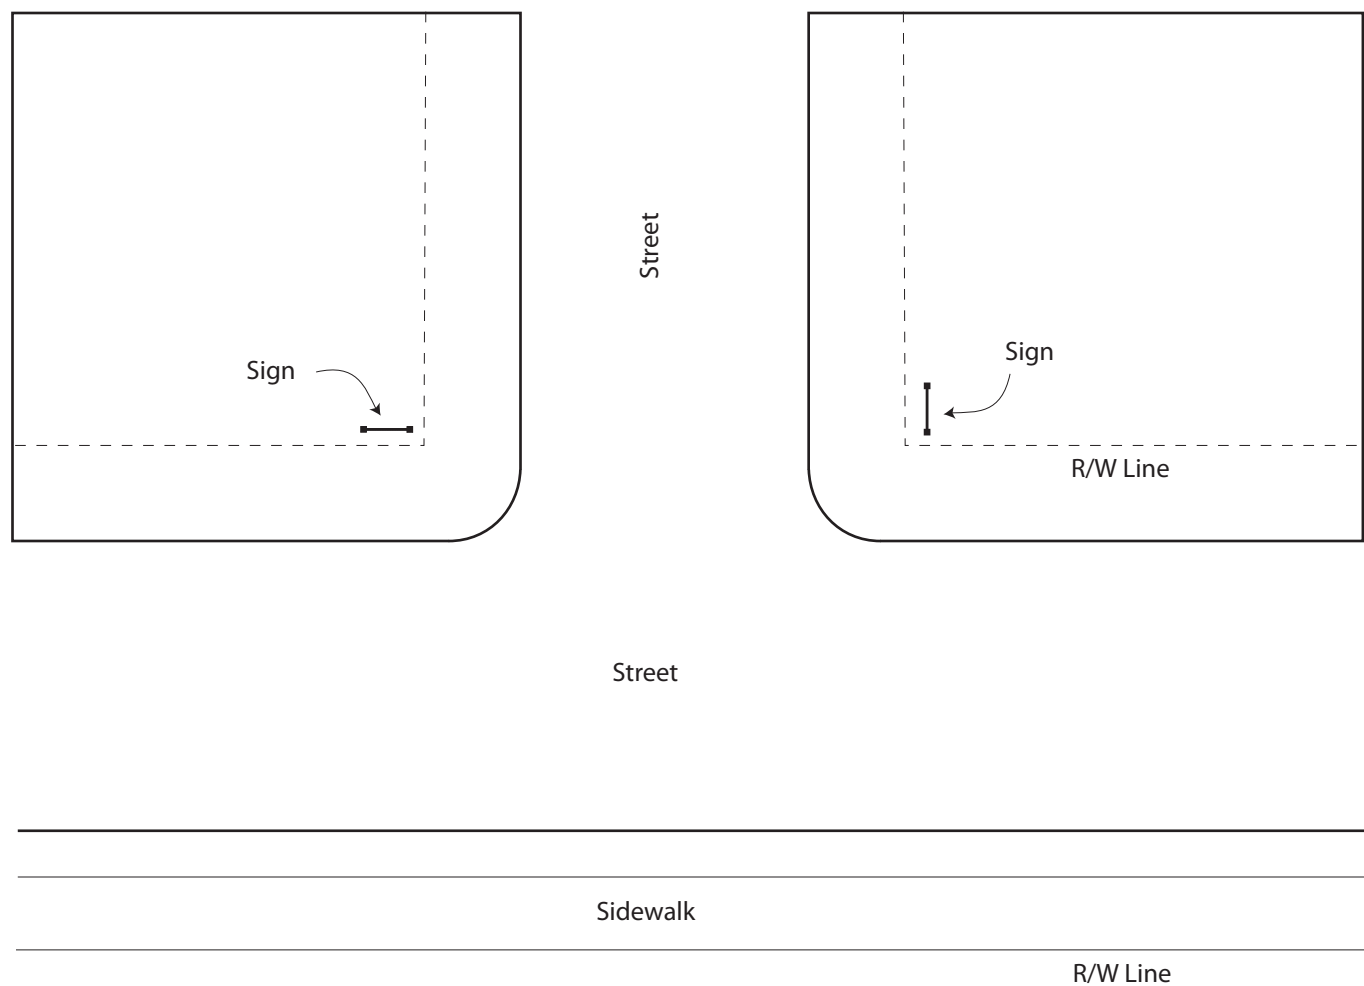 Street
Sign
Sign
R/W Line
Street
Sidewalk
R/W Line